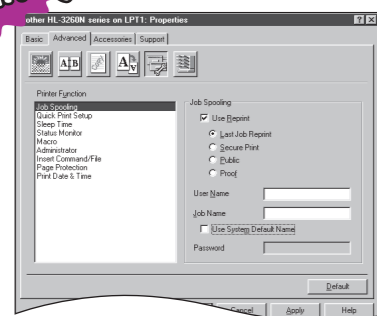 other HL-3260N series on LPT1: Properties
Basic Advanced Accessories Support
A B A
Printer Function
Job Spooling
Quick Print Setup
Sleep Time
Status Monitor
Macro
Administrator
Insert Command/File
Page Protection
Print Date & Time
Job Spooling
Use Reprint
Last Job Reprint
Secure Print
Public
Proof
User Name
Job Name
Use System Default Name
Password
Default
Cancel Apply Help